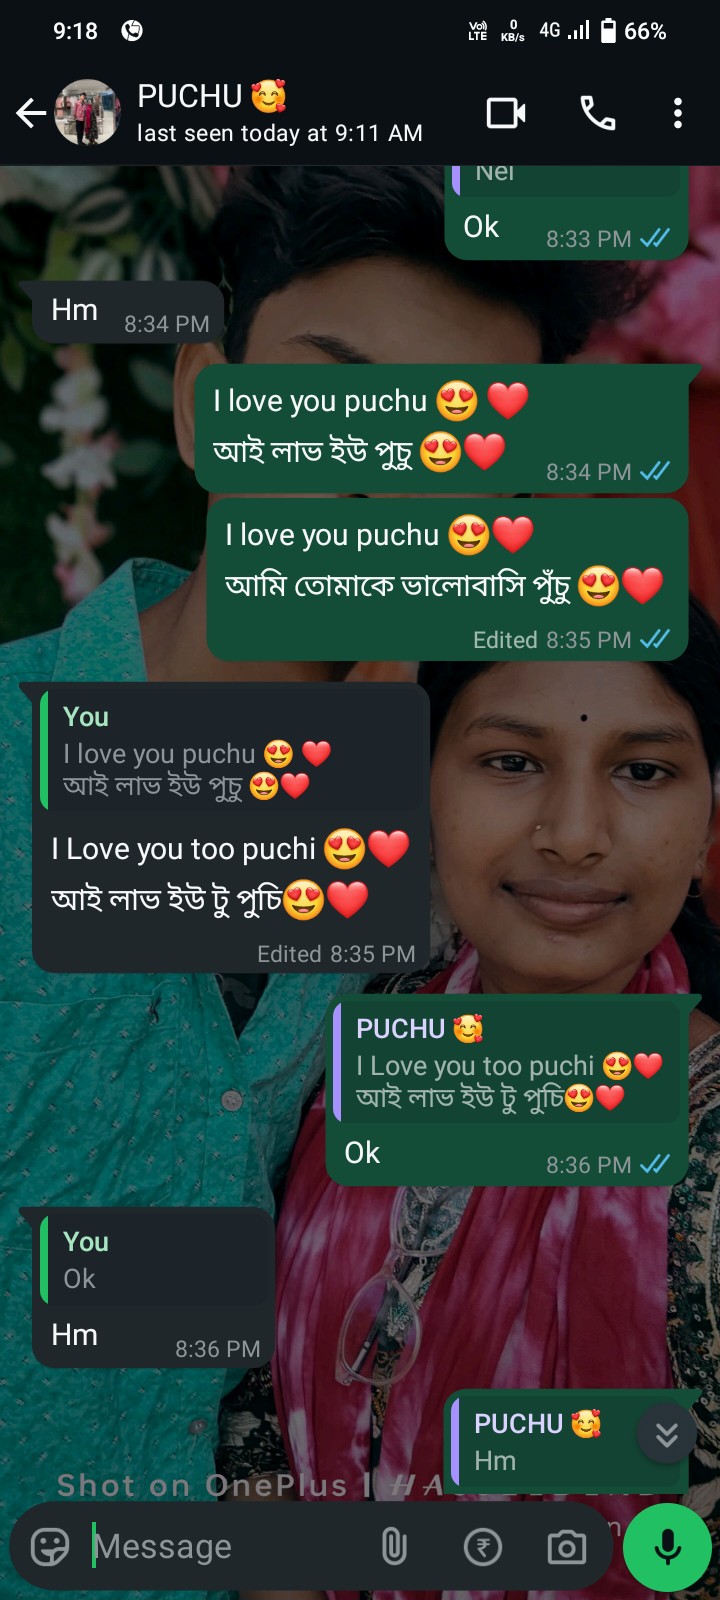 9:18
Vo) LTE 0 KB/s 4G 66%
PUCHU 🥰
last seen today at 9:11 AM
Nei
Ok 8:33 PM
Hm 8:34 PM
I love you puchu 😍 ❤️
আই লাভ ইউ পুচু 😍❤️
8:34 PM
I love you puchu 😍❤️
আমি তোমাকে ভালোবাসি পুঁচু 😍❤️
Edited 8:35 PM
You
I love you puchu 😍 ❤️
আই লাভ ইউ পুচু 😍❤️
I Love you too puchi 😍❤️
আই লাভ ইউ টু পুচি😍❤️
Edited 8:35 PM
PUCHU 🥰
I Love you too puchi 😍❤️
আই লাভ ইউ টু পুচি😍❤️
Ok 8:36 PM
You
Ok
Hm 8:36 PM
PUCHU 🥰
Hm
Shot on OnePlus
Message